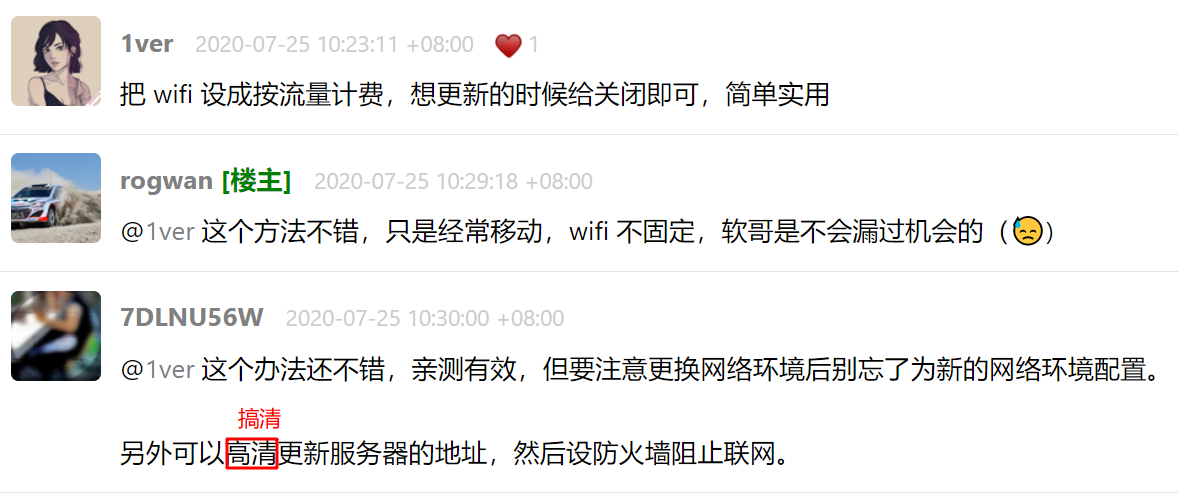 1ver 2020-07-25 10:23:11 +08:00 ❤️ 1
把 wifi 设成按流量计费，想更新的时候给关闭即可，简单实用
rogwan [楼主] 2020-07-25 10:29:18 +08:00
@1ver 这个方法不错，只是经常移动，wifi 不固定，软哥是不会漏过机会的（😓）
7DLNU56W 2020-07-25 10:30:00 +08:00
@1ver 这个办法还不错，亲测有效，但要注意更换网络环境后别忘了为新的网络环境配置。
搞清
另外可以高清更新服务器的地址，然后设防火墙阻止联网。